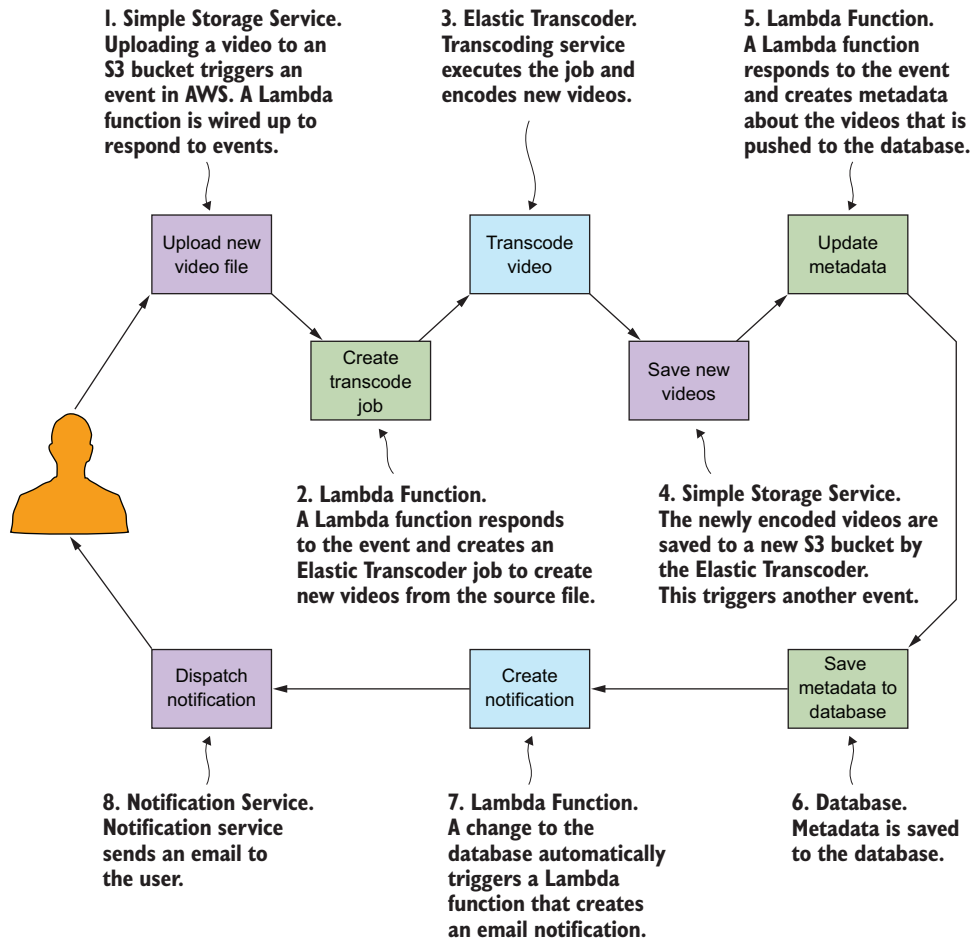 1. Simple Storage Service.
Uploading a video to an
S3 bucket triggers an
event in AWS. A Lambda
function is wired up to
respond to events.
3. Elastic Transcoder.
Transcoding service
executes the job and
encodes new videos.
5. Lambda Function.
A Lambda function
responds to the event
and creates metadata
about the videos that is
pushed to the database.
Upload new
video file
Transcode
video
Update
metadata
Create
transcode
job
Save new
videos
2. Lambda Function.
A Lambda function responds
to the event and creates an
Elastic Transcoder job to create
new videos from the source file.
4. Simple Storage Service.
The newly encoded videos are
saved to a new S3 bucket by
the Elastic Transcoder.
This triggers another event.
Dispatch
notification
Create
notification
Save
metadata to
database
8. Notification Service.
Notification service
sends an email to
the user.
7. Lambda Function.
A change to the
database automatically
triggers a Lambda
function that creates
an email notification.
6. Database.
Metadata is saved
to the database.